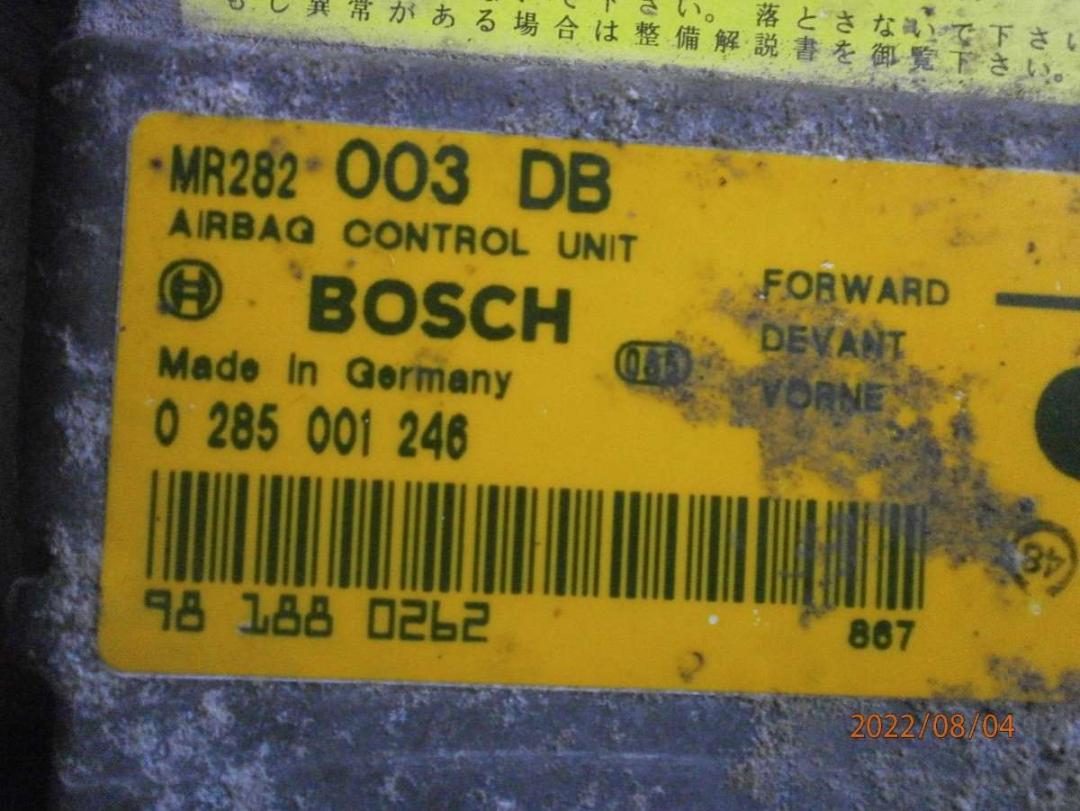 もし異常がある場合は整備解説書を御覧下さい。
落とさないで下さい
MR282 003 DB
AIRBAG CONTROL UNIT
BOSCH
FORWARD
DEVANT
VORNE
Made in Germany
0 285 001 246
98 188 0262
867
48
2022/08/04